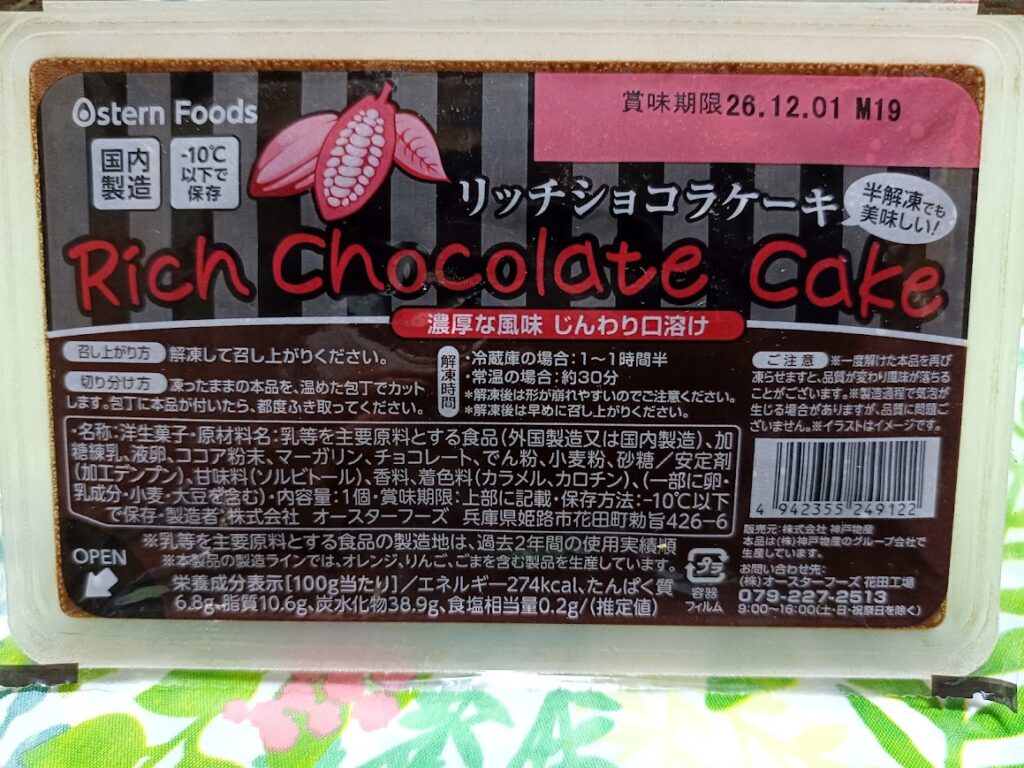 Ostern Foods
賞味期限26.12.01 M19
国内
製造
-10℃
以下で
保存
リッチショコラケーキ
半解凍でも
美味しい!
Rich Chocolate Cake
濃厚な風味 じんわり口溶け
召し上がり方 解凍して召し上がりください。
切り分け方 凍ったままの本品を、温めた包丁でカット
します。包丁に本品が付いたら、都度ふき取ってください。
解凍時間
・冷蔵庫の場合:1〜1時間半
・常温の場合:約30分
*解凍後は形が崩れやすいのでご注意ください。
*解凍後は早めに召し上がりください。
ご注意 ※一度解けた本品を再び
凍らせますと、品質が変わり風味が落ちる
ことがございます。※製造過程で気泡が
生じる場合がありますが、品質に問題ご
ざいません。※イラストはイメージです。
・名称:洋生菓子・原材料名:乳等を主要原料とする食品(外国製造又は国内製造)、加
糖練乳、液卵、ココア粉末、マーガリン、チョコレート、でん粉、小麦粉、砂糖/安定剤
(加工デンプン)、甘味料(ソルビトール)、香料、着色料(カラメル、カロチン)、(一部に卵・
乳成分・小麦・大豆を含む)・内容量:1個・賞味期限:上部に記載・保存方法:-10℃以下
で保存・製造者:株式会社 オースターフーズ 兵庫県姫路市花田町勅旨426-6
※乳等を主要原料とする食品の製造地は、過去2年間の使用実績順
※本製品の製造ラインでは、オレンジ、りんご、ごまを含む製品を生産しています。
栄養成分表示[100g当たり]/エネルギー274kcal、たんぱく質
6.8g、脂質10.6g、炭水化物38.9g、食塩相当量0.2g/(推定値)
OPEN
プラ
容器
フィルム
4 942355 249122
販売元:株式会社 神戸物産
本品は(株)神戸物産のグループ会社で
生産しています。
お問い合わせ先:
(株)オースターフーズ 花田工場
079-227-2513
9:00〜16:00(土・日・祝祭日を除く)